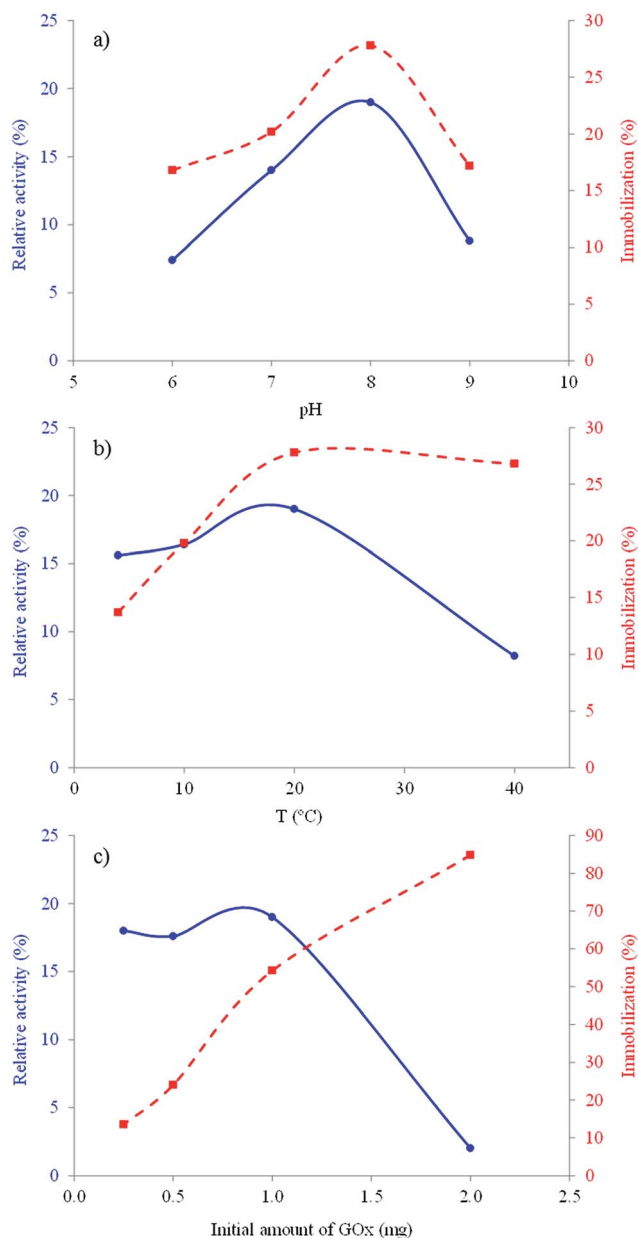 a)
Relative activity (%)
25
20
15
10
5
0
30
25
20
15
10
5
0
Immobilization (%)
5 6 7 8 9 10
pH
b)
Relative activity (%)
25
20
15
10
5
0
30
25
20
15
10
5
0
Immobilization (%)
0 10 20 30 40
T (°C)
c)
Relative activity (%)
25
20
15
10
5
0
90
80
70
60
50
40
30
20
10
0
Immobilization (%)
0.0 0.5 1.0 1.5 2.0 2.5
Initial amount of GOx (mg)